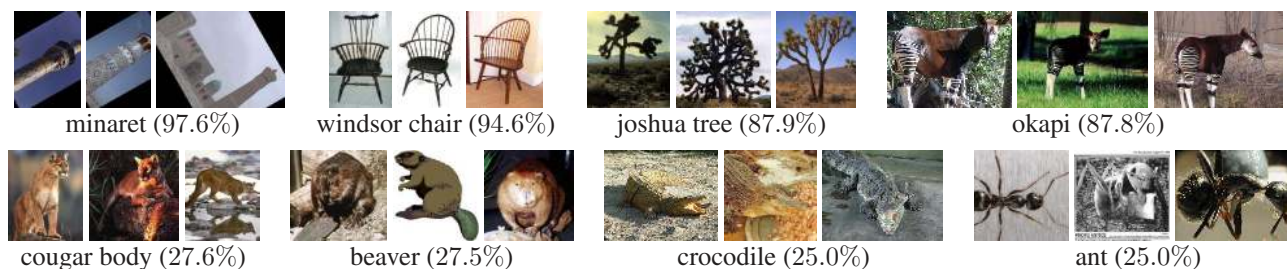 minaret (97.6%)
windsor chair (94.6%)
joshua tree (87.9%)
okapi (87.8%)
cougar body (27.6%)
beaver (27.5%)
crocodile (25.0%)
ant (25.0%)